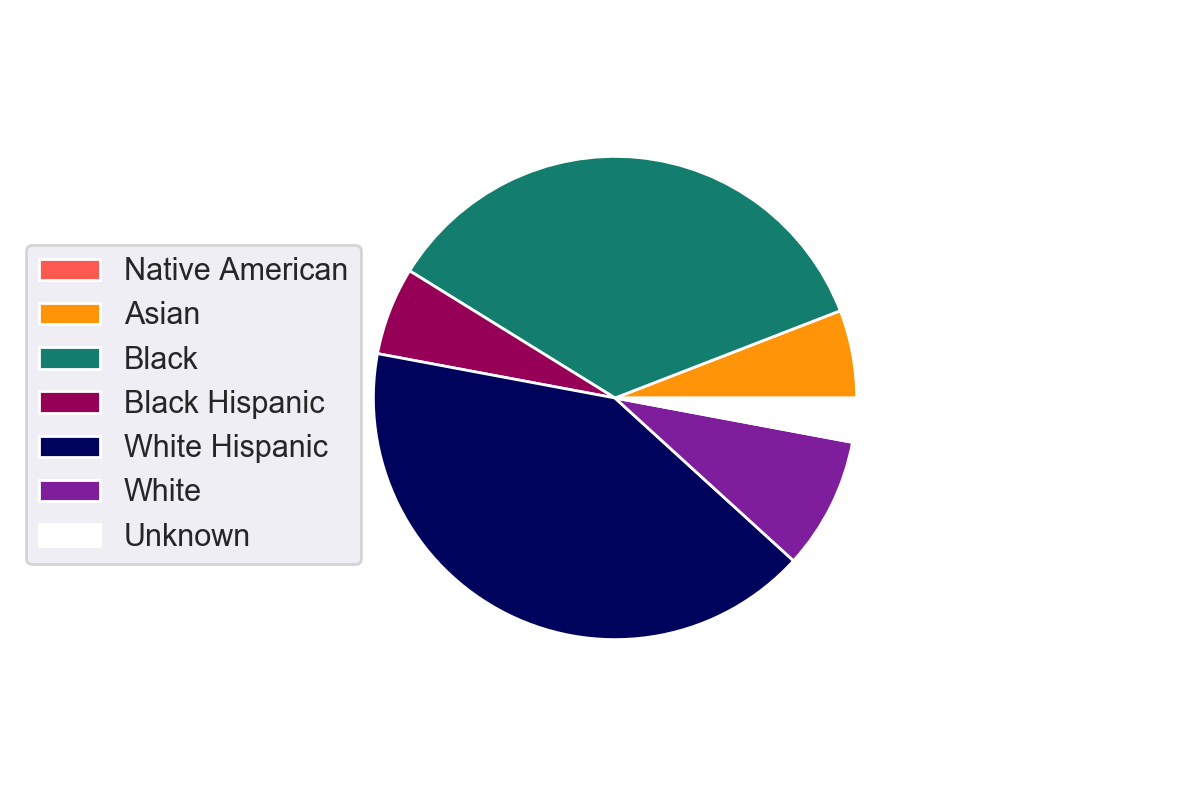 Native American
Asian
Black
Black Hispanic
White Hispanic
White
Unknown